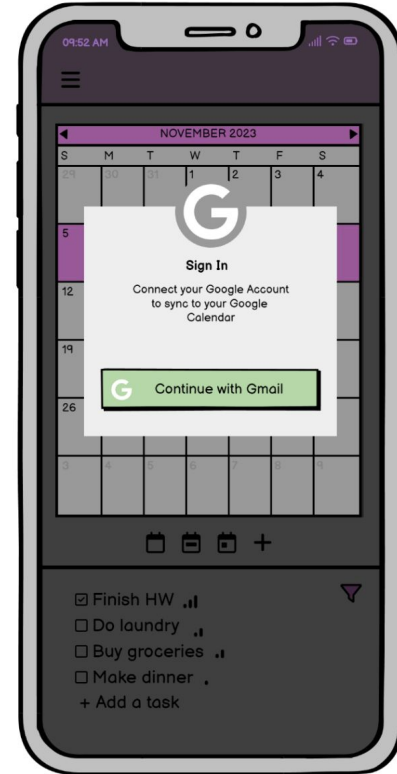 09:52 AM
NOVEMBER 2023
S M T W T F S
29 30 31 1 2 3 4
G
5
Sign In
12
Connect your Google Account
to sync to your Google
Calendar
19
G Continue with Gmail
26
3 4 5 6 7 8 9
+
Finish HW
Do laundry
Buy groceries
Make dinner
+ Add a task